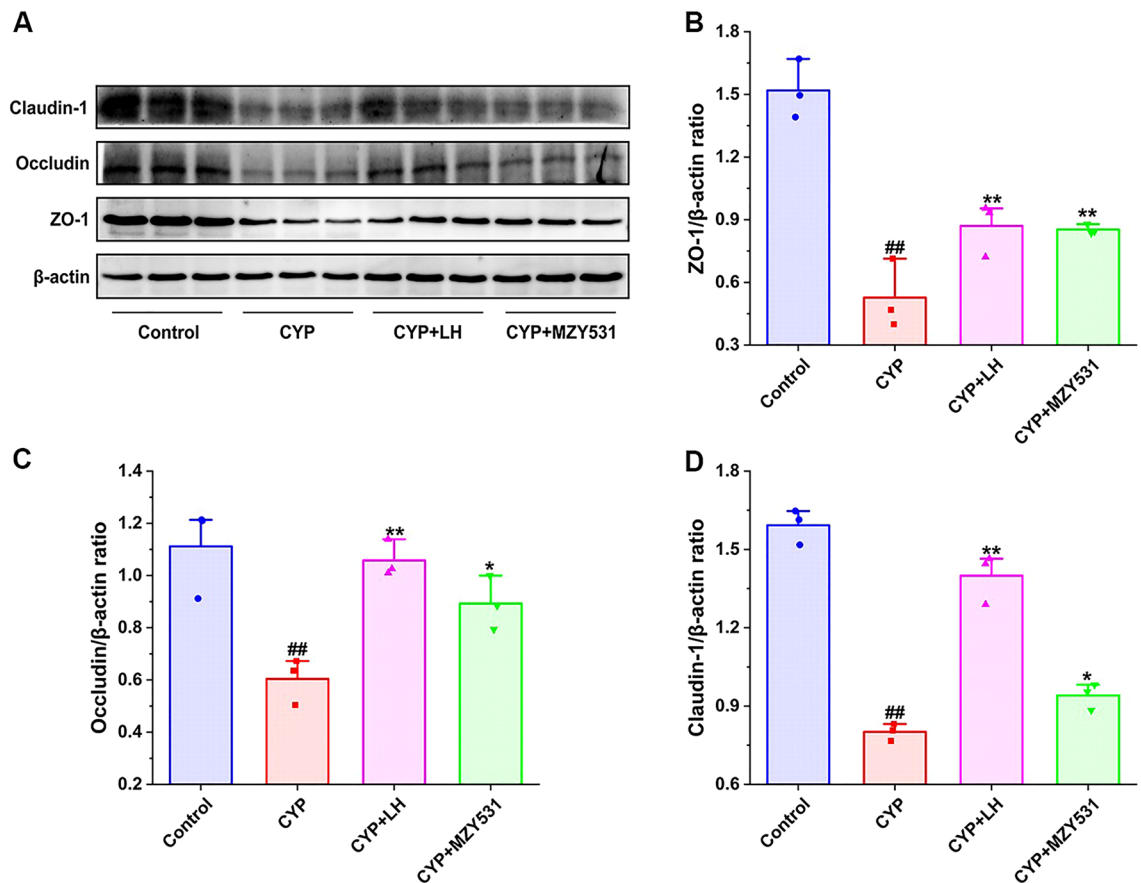 A
Claudin-1
Occludin
ZO-1
β-actin
Control CYP CYP+LH CYP+MZY531
B
ZO-1/β-actin ratio
1.8
1.5
1.2
0.9
0.6
0.3
##
**
**
Control
CYP
CYP+LH
CYP+MZY531
C
Occludin/β-actin ratio
1.4
1.2
1.0
0.8
0.6
0.4
0.2
##
**
*
Control
CYP
CYP+LH
CYP+MZY531
D
Claudin-1/β-actin ratio
1.8
1.5
1.2
0.9
0.6
##
**
*
Control
CYP
CYP+LH
CYP+MZY531